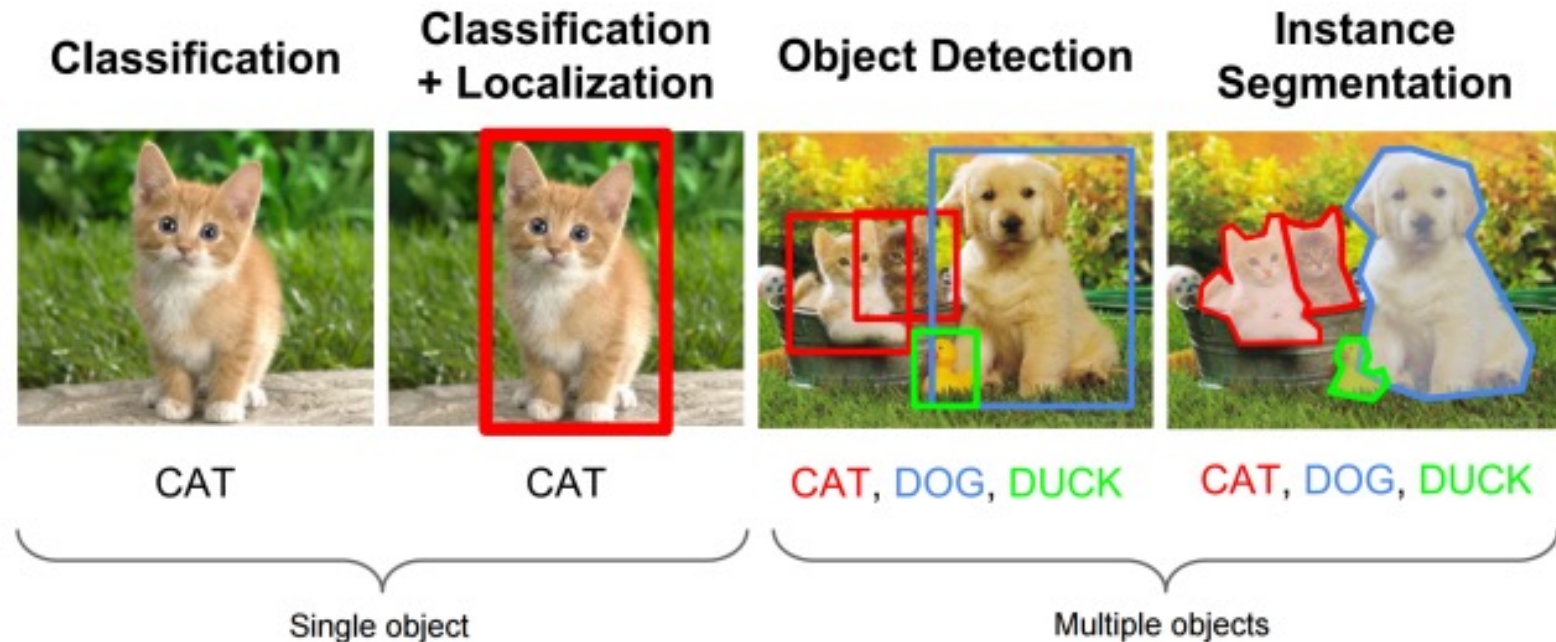 Classification
Classification
+ Localization
Object Detection
Instance
Segmentation
CAT
CAT
CAT, DOG, DUCK
CAT, DOG, DUCK
Single object
Multiple objects